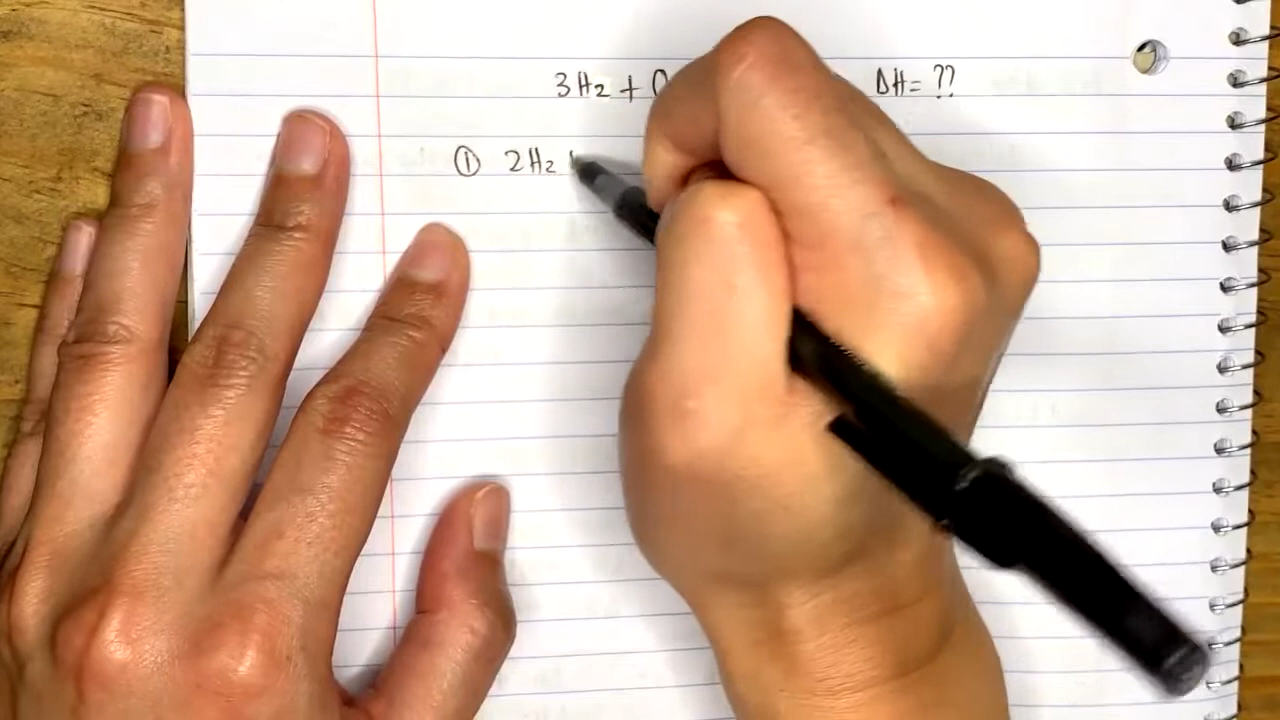 3H₂ + ΔH = ??
① 2H₂